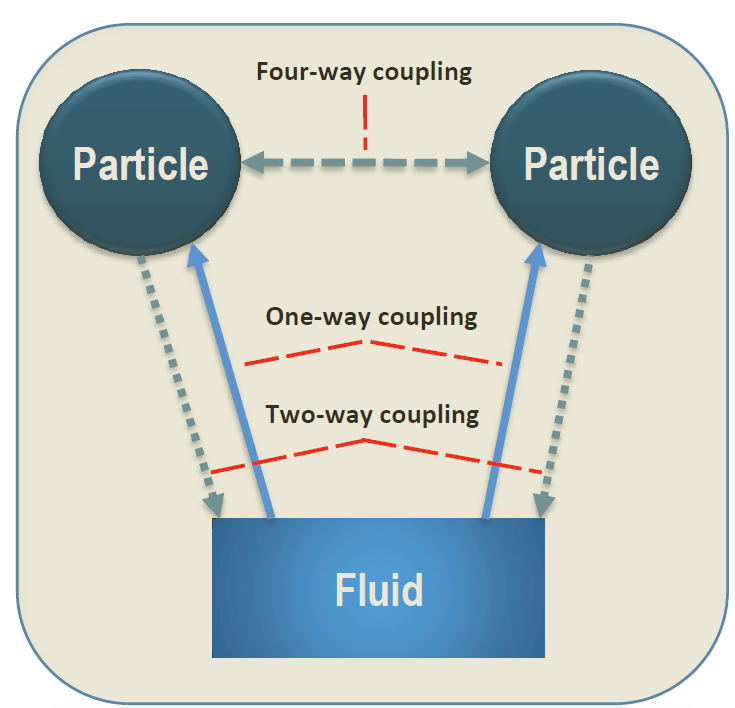 Four-way coupling
Particle
Particle
One-way coupling
Two-way coupling
Fluid